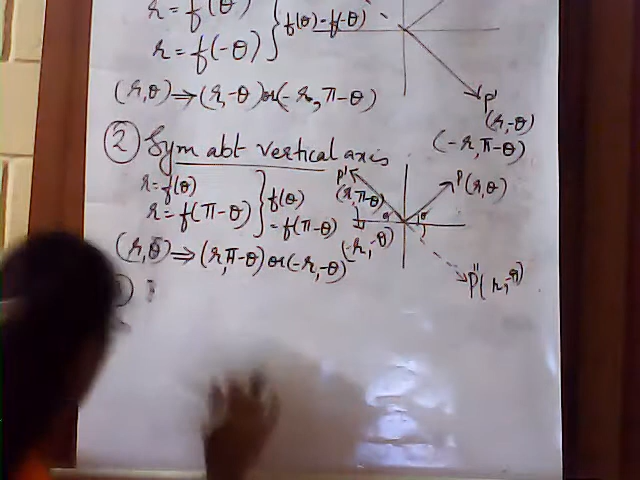 r = f(θ)
r = f(-θ) } f(θ) = f(-θ)
(r,θ) ⇒ (r,-θ) or (-r, π-θ)
P'
(r,-θ)
(-r, π-θ)
② Sym abt vertical axis
r = f(θ)
r = f(π-θ) } f(θ) = f(π-θ)
(r,θ) ⇒ (r,π-θ) or (-r,-θ)
P'
(r,π-θ)
(-r,-θ)
P(r,θ)
θ
θ
P"(r,-θ)